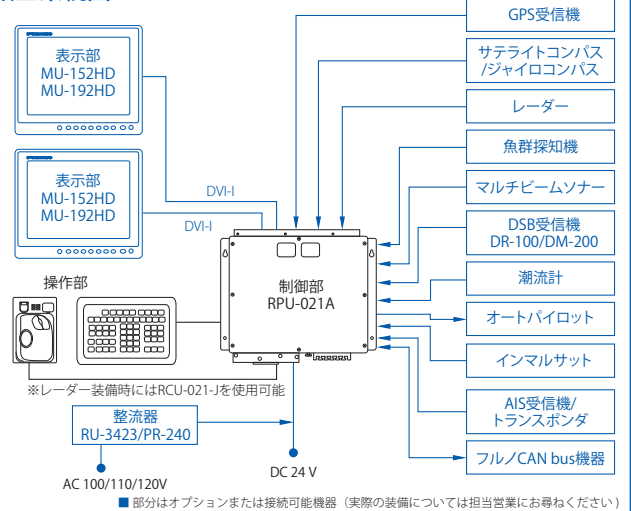 表示部
MU-152HD
MU-192HD
表示部
MU-152HD
MU-192HD
DVI-I
DVI-I
操作部
制御部
RPU-021A
※レーダー装備時にはRCU-021-Jを使用可能
整流器
RU-3423/PR-240
AC 100/110/120V
DC 24 V
GPS受信機
サテライトコンパス
/ジャイロコンパス
レーダー
魚群探知機
マルチビームソナー
DSB受信機
DR-100/DM-200
潮流計
オートパイロット
インマルサット
AIS受信機/
トランスポンダ
フルノCAN bus機器
■ 部分はオプションまたは接続可能機器（実際の装備については担当営業にお尋ねください）